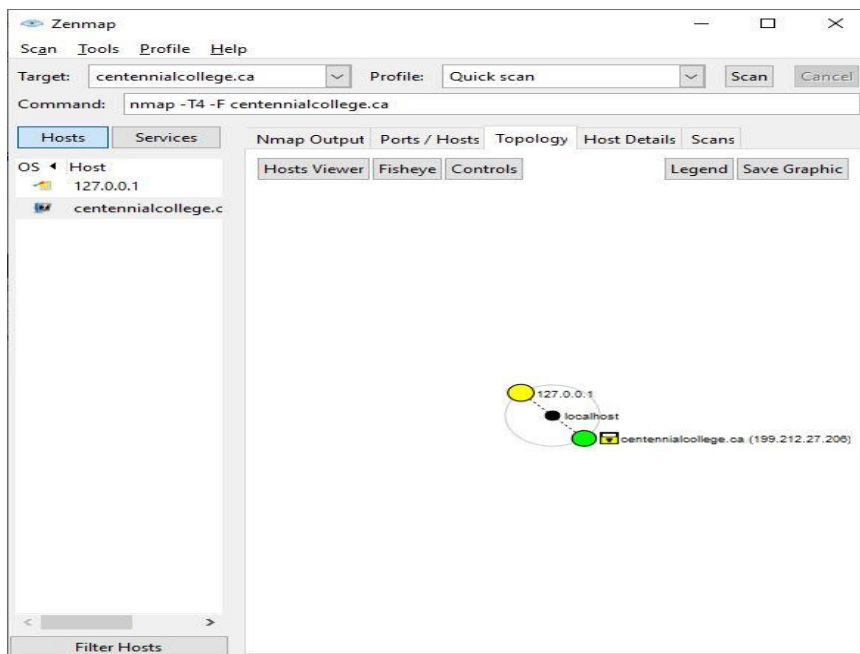 Zenmap
Scan Tools Profile Help
Target: centennialcollege.ca Profile: Quick scan Scan Cancel
Command: nmap -T4 -F centennialcollege.ca
Hosts Services Nmap Output Ports / Hosts Topology Host Details Scans
OS Host Hosts Viewer Fisheye Controls Legend Save Graphic
127.0.0.1
centennialcollege.c
127.0.0.1
localhost
centennialcollege.ca (199.212.27.206)
Filter Hosts